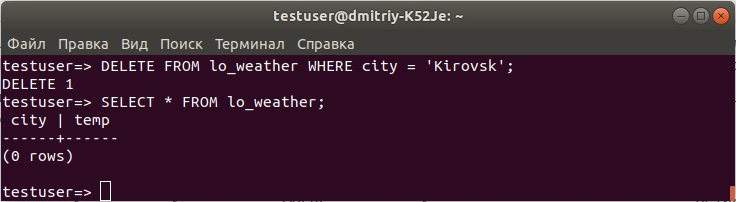 testuser@dmitriy-K52Je: ~
Файл Правка Вид Поиск Терминал Справка
testuser=> DELETE FROM lo_weather WHERE city = 'Kirovsk';
DELETE 1
testuser=> SELECT * FROM lo_weather;
 city | temp
------+------
(0 rows)
testuser=>